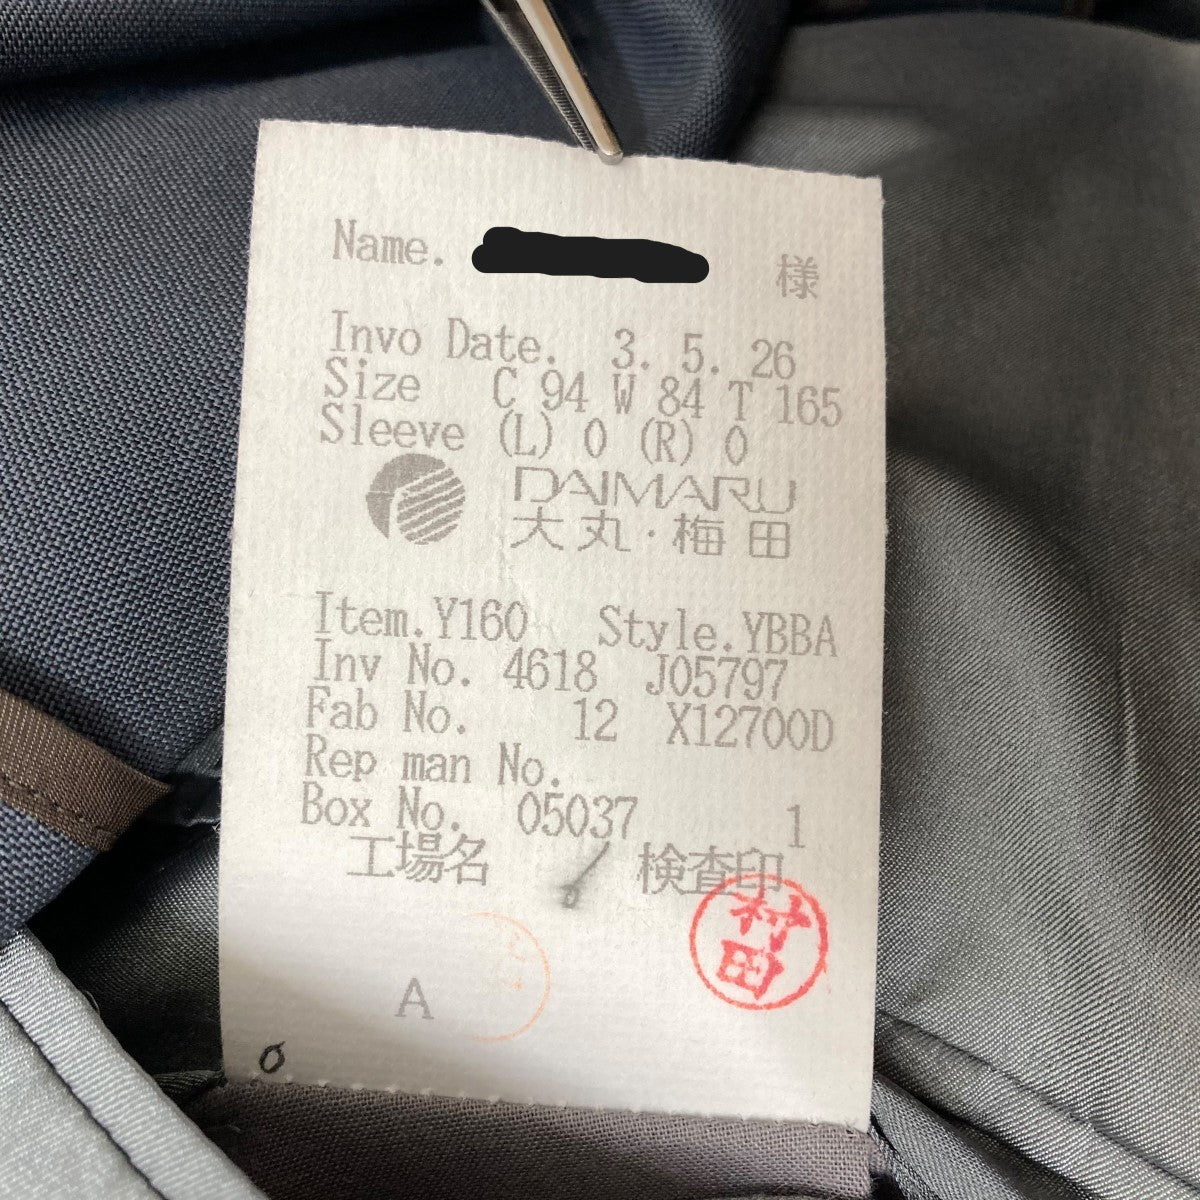 Name. 様
Invo Date. 3. 5. 26
Size C 94 W 84 T 165
Sleeve (L) 0 (R) 0
DAIMARU
大丸・梅田
Item.Y160 Style.YBBA
Inv No. 4618 J05797
Fab No. 12 X12700D
Rep man No.
Box No. 05037 1
工場名 検査印
村田
A